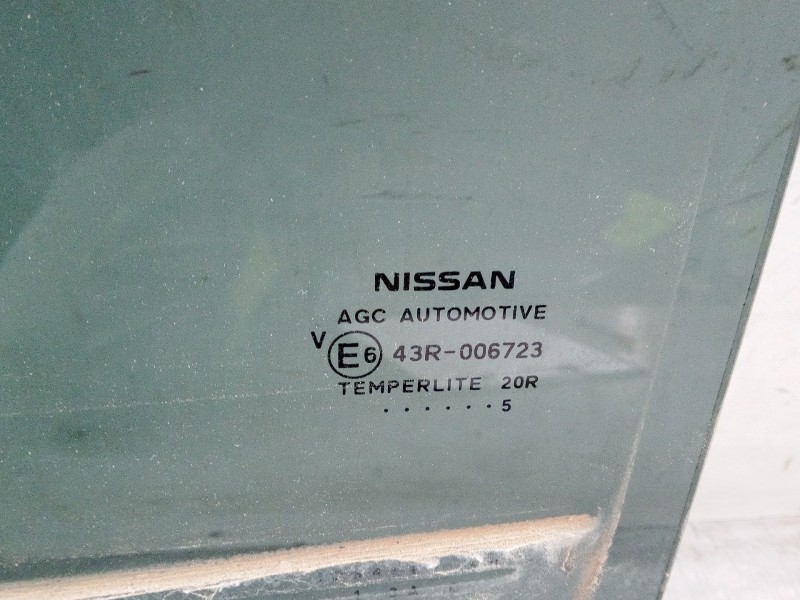 NISSAN
AGC AUTOMOTIVE
V E6 43R-006723
TEMPERLITE 20R
. . . . . . 5